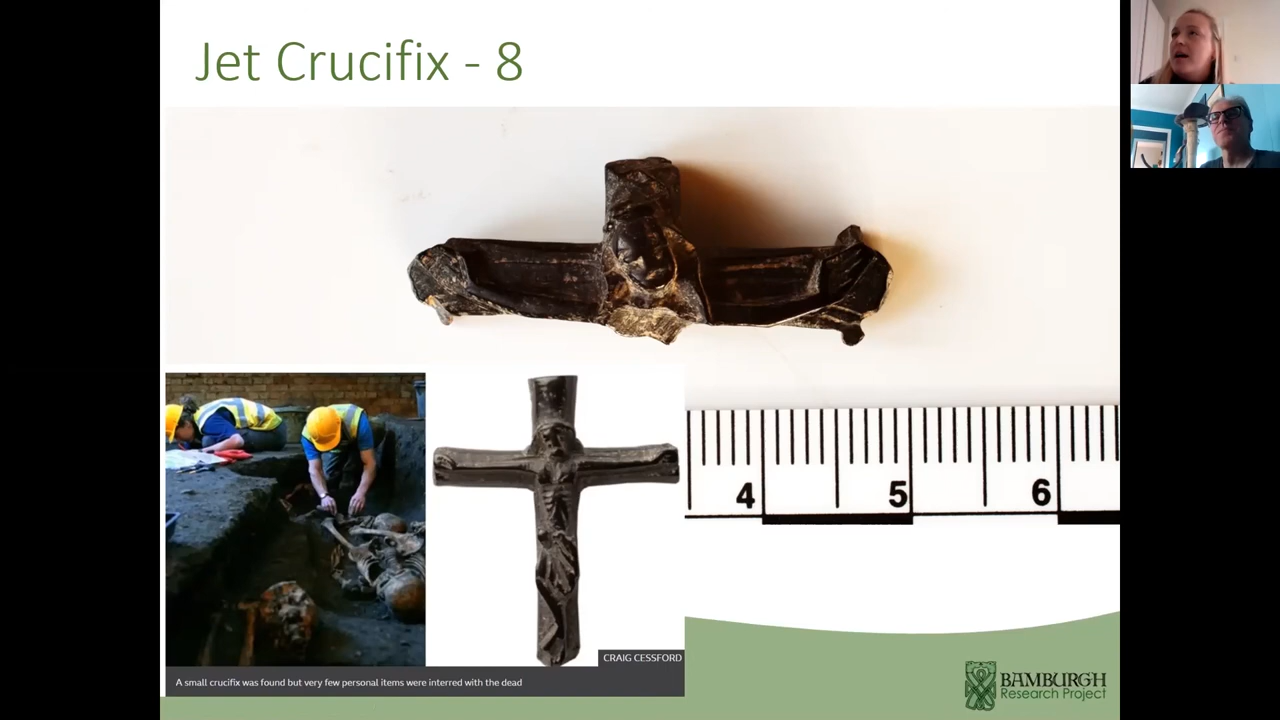 Jet Crucifix - 8
4 5 6
CRAIG CESSFORD
A small crucifix was found but very few personal items were interred with the dead
BAMBURGH
Research Project